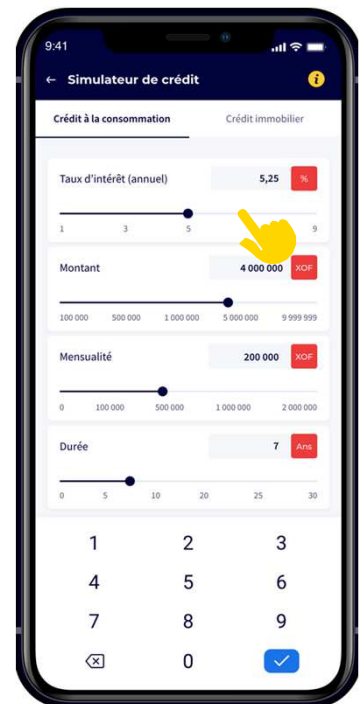 9:41
Simulateur de crédit
Crédit à la consommation Crédit immobilier
Taux d'intérêt (annuel) 5,25 %
1 3 5 9
Montant 4 000 000 XOF
100 000 500 000 1 000 000 5 000 000 9 999 999
Mensualité 200 000 XOF
0 100 000 500 000 1 000 000 2 000 000
Durée 7 Ans
0 5 10 20 25 30
1 2 3
4 5 6
7 8 9
0